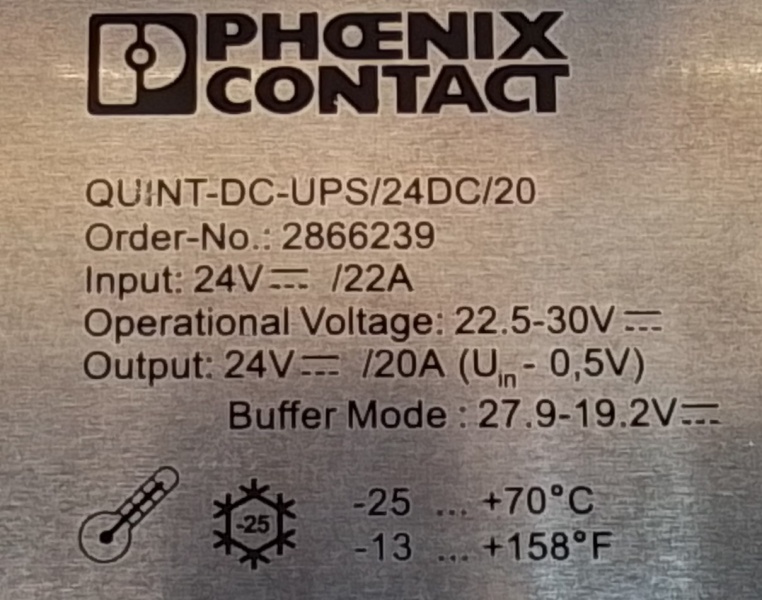 PHŒNIX
CONTACT
QUINT-DC-UPS/24DC/20
Order-No.: 2866239
Input: 24V⎓ /22A
Operational Voltage: 22.5-30V⎓
Output: 24V⎓ /20A (Uin - 0,5V)
Buffer Mode : 27.9-19.2V⎓
-25
-25 ... +70°C
-13 ... +158°F